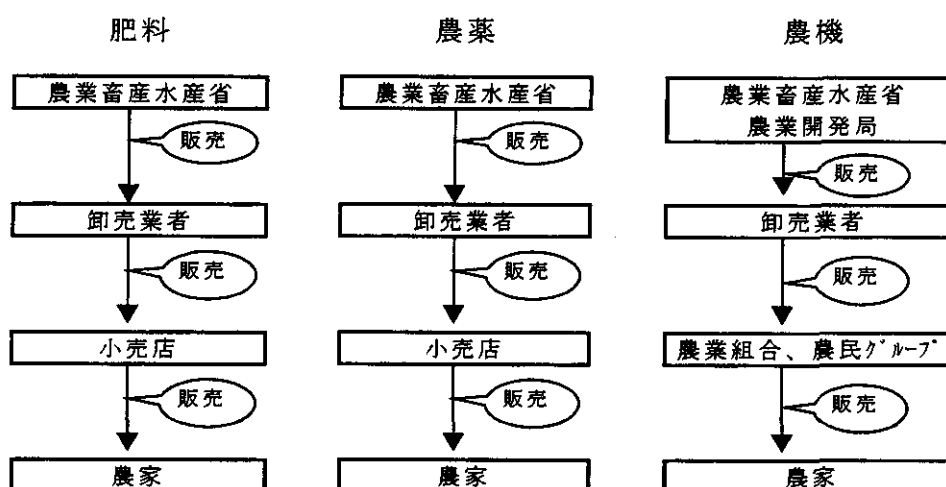 肥料
農業畜産水産省
販売
卸売業者
販売
小売店
販売
農家
農薬
農業畜産水産省
販売
卸売業者
販売
小売店
販売
農家
農機
農業畜産水産省
農業開発局
販売
卸売業者
販売
農業組合、農民グループ
販売
農家